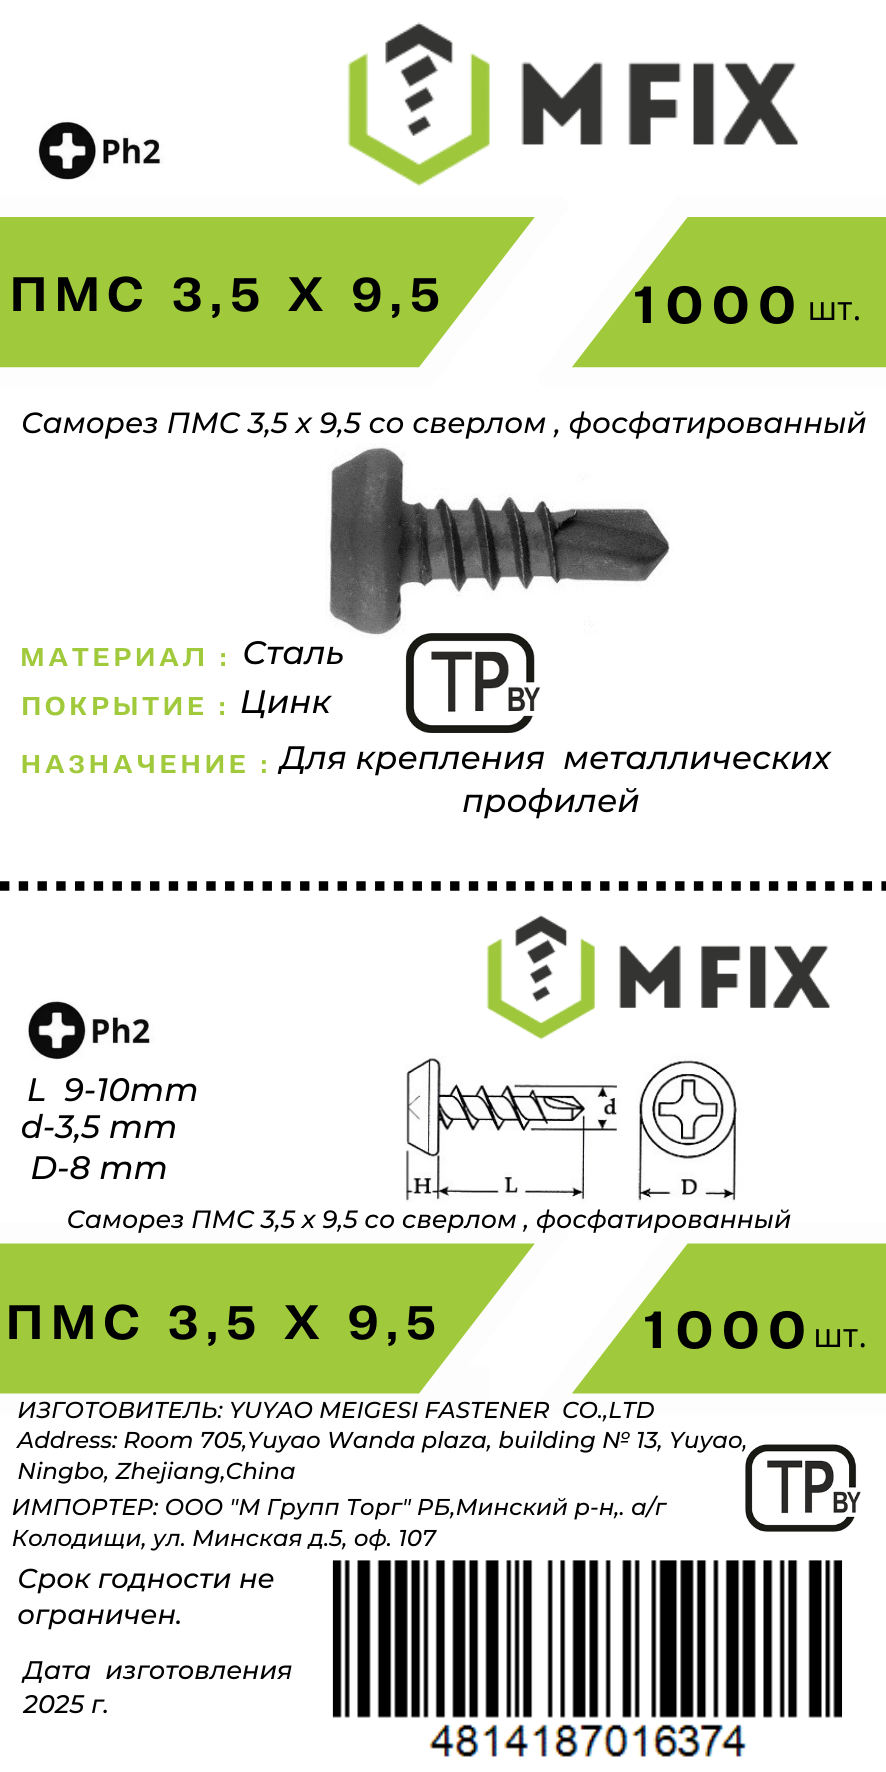 MFIX
Ph2
ПМС 3,5 X 9,5
1000 шт.
Саморез ПМС 3,5 х 9,5 со сверлом , фосфатированный
МАТЕРИАЛ : Сталь
ПОКРЫТИЕ : Цинк
TP BY
НАЗНАЧЕНИЕ : Для крепления металлических
профилей
MFIX
Ph2
L 9-10mm
d-3,5 mm
D-8 mm
d
H L D
Саморез ПМС 3,5 х 9,5 со сверлом , фосфатированный
ПМС 3,5 X 9,5
1000 шт.
ИЗГОТОВИТЕЛЬ: YUYAO MEIGESI FASTENER CO.,LTD
Address: Room 705,Yuyao Wanda plaza, building № 13, Yuyao,
Ningbo, Zhejiang,China
TP BY
ИМПОРТЕР: ООО "М Групп Торг" РБ,Минский р-н,. а/г
Колодищи, ул. Минская д.5, оф. 107
Срок годности не
ограничен.
Дата изготовления
2025 г.
4814187016374